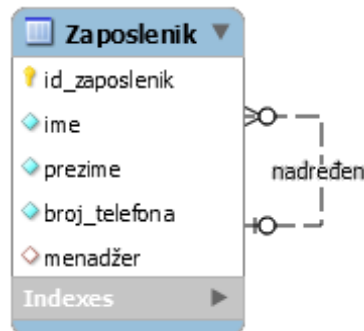 Zaposlenik
id_zaposlenik
ime
prezime
broj_telefona
menadžer
nadređen
Indexes